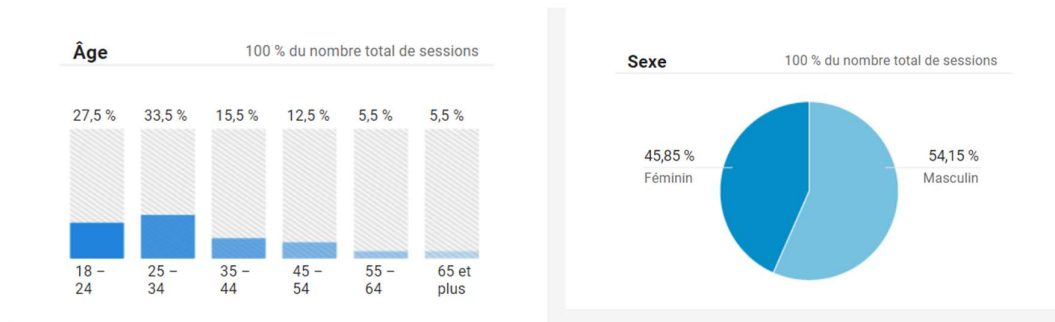 Âge
100 % du nombre total de sessions
27,5 %
33,5 %
15,5 %
12,5 %
5,5 %
5,5 %
18 –
24
25 –
34
35 –
44
45 –
54
55 –
64
65 et
plus
Sexe
100 % du nombre total de sessions
45,85 %
Féminin
54,15 %
Masculin